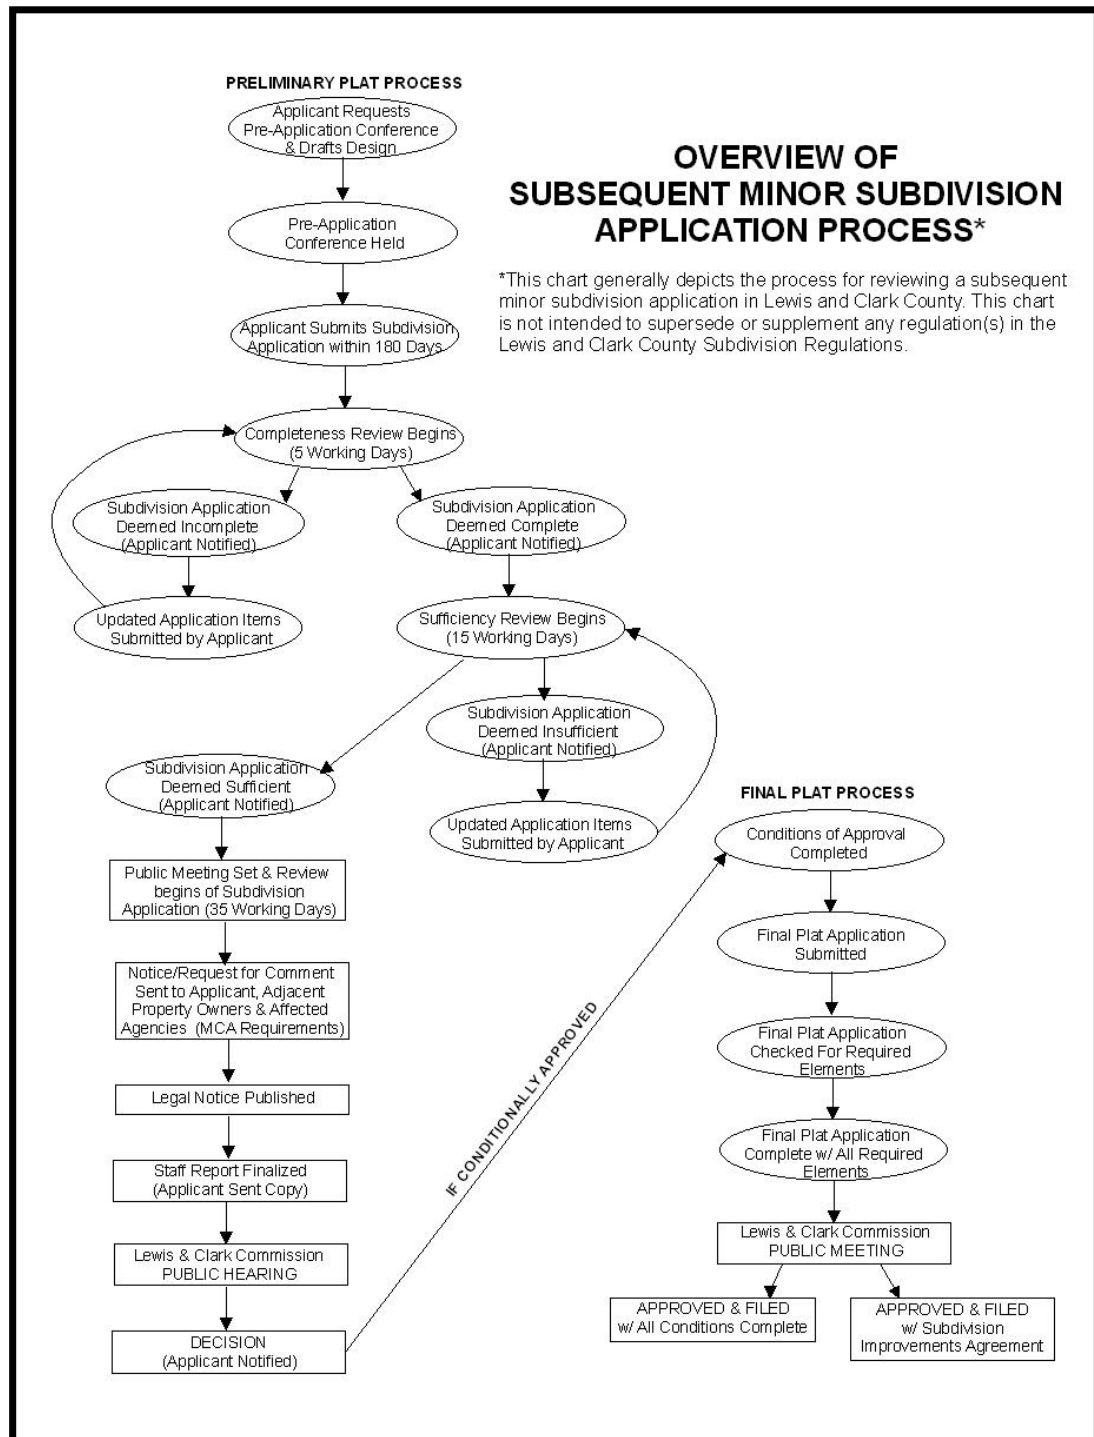 PRELIMINARY PLAT PROCESS
Applicant Requests
Pre-Application Conference
& Drafts Design
OVERVIEW OF
SUBSEQUENT MINOR SUBDIVISION
APPLICATION PROCESS*
*This chart generally depicts the process for reviewing a subsequent
minor subdivision application in Lewis and Clark County. This chart
is not intended to supersede or supplement any regulation(s) in the
Lewis and Clark County Subdivision Regulations.
Pre-Application
Conference Held
Applicant Submits Subdivision
Application within 180 Days
Completeness Review Begins
(5 Working Days)
Subdivision Application
Deemed Incomplete
(Applicant Notified)
Subdivision Application
Deemed Complete
(Applicant Notified)
Updated Application Items
Submitted by Applicant
Sufficiency Review Begins
(15 Working Days)
Subdivision Application
Deemed Insufficient
(Applicant Notified)
Subdivision Application
Deemed Sufficient
(Applicant Notified)
Updated Application Items
Submitted by Applicant
Public Meeting Set & Review
begins of Subdivision
Application (35 Working Days)
Notice/Request for Comment
Sent to Applicant, Adjacent
Property Owners & Affected
Agencies (MCA Requirements)
Legal Notice Published
Staff Report Finalized
(Applicant Sent Copy)
Lewis & Clark Commission
PUBLIC HEARING
DECISION
(Applicant Notified)
IF CONDITIONALLY APPROVED
FINAL PLAT PROCESS
Conditions of Approval
Completed
Final Plat Application
Submitted
Final Plat Application
Checked For Required
Elements
Final Plat Application
Complete w/ All Required
Elements
Lewis & Clark Commission
PUBLIC MEETING
APPROVED & FILED
w/ All Conditions Complete
APPROVED & FILED
w/ Subdivision
Improvements Agreement